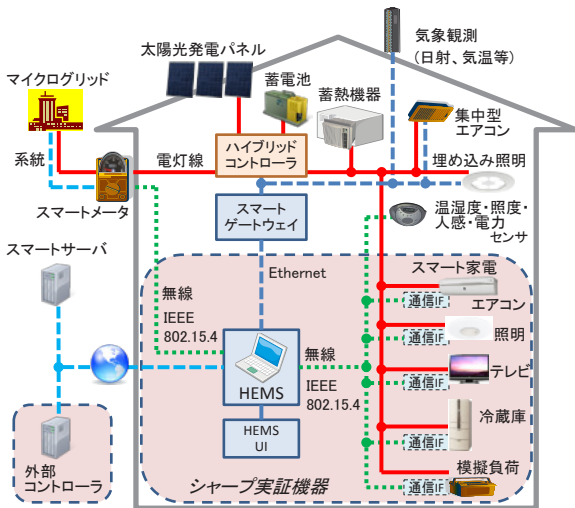 気象観測
(日射、気温等)
太陽光発電パネル
マイクログリッド
蓄電池
蓄熱機器
集中型
エアコン
系統
電灯線
ハイブリッド
コントローラ
埋め込み照明
スマートメータ
スマート
ゲートウェイ
温湿度・照度・
人感・電力
センサ
スマートサーバ
Ethernet
スマート家電
無線
IEEE
802.15.4
通信IF
エアコン
通信IF
照明
HEMS
無線
IEEE
802.15.4
通信IF
テレビ
HEMS
UI
冷蔵庫
通信IF
外部
コントローラ
シャープ実証機器
模擬負荷
通信IF